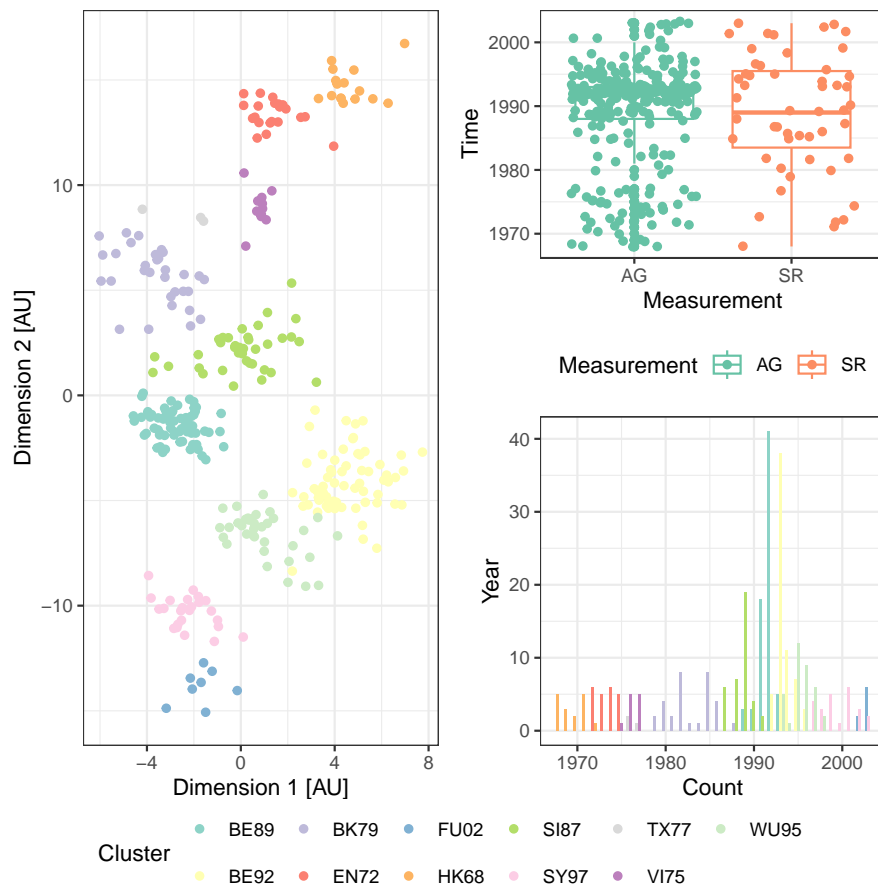 10
0
−10
Dimension 2 [AU]
−4
0
4
8
Dimension 1 [AU]
2000
1990
1980
1970
Time
AG
SR
Measurement
Measurement AG SR
40
30
20
10
0
Year
1970
1980
1990
2000
Count
BE89 BK79 FU02 SI87 TX77 WU95
Cluster
BE92 EN72 HK68 SY97 VI75